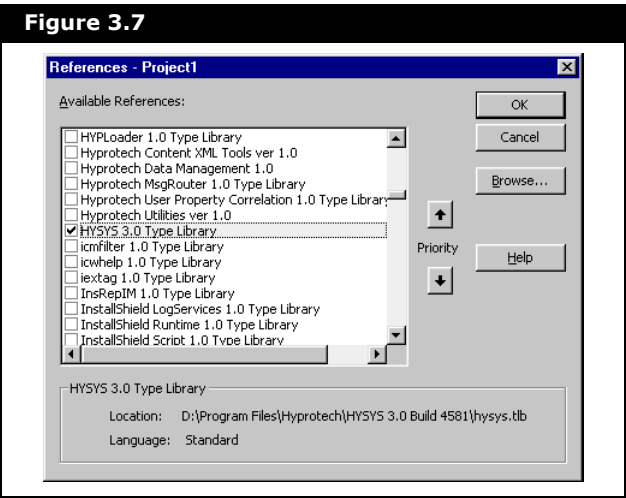 Figure 3.7
References - Project1
Available References:
HYPLoader 1.0 Type Library
Hyprotech Content XML Tools ver 1.0
Hyprotech Data Management 1.0
Hyprotech MsgRouter 1.0 Type Library
Hyprotech User Property Correlation 1.0 Type Library
Hyprotech Utilities ver 1.0
HYSYS 3.0 Type Library
icmfilter 1.0 Type Library
icwhelp 1.0 Type Library
iextag 1.0 Type Library
InsRepIM 1.0 Type Library
InstallShield LogServices 1.0 Type Library
InstallShield Runtime 1.0 Type Library
InstallShield Script 1.0 Type Library
Priority
OK
Cancel
Browse...
Help
HYSYS 3.0 Type Library
Location: D:\Program Files\Hyprotech\HYSYS 3.0 Build 4581\hysys.tlb
Language: Standard